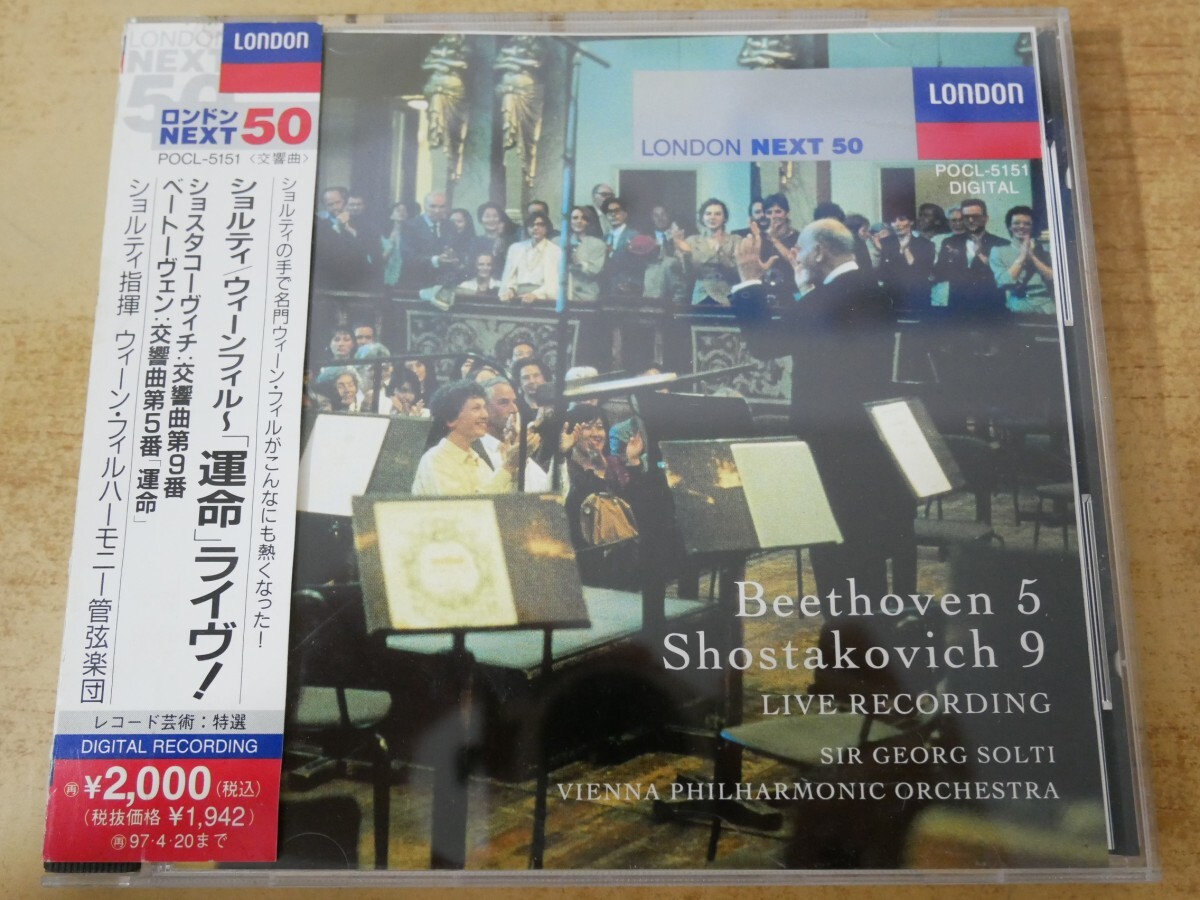 LONDON
NEXT
50
LONDON
ロンドン
NEXT 50
POCL-5151〈交響曲〉
ショルティの手で名門ウィーン・フィルがこんなにも熱くなった!
ショルティ/ウィーンフィル〜「運命」ライヴ!
ショスタコーヴィチ:交響曲第9番
ベートーヴェン:交響曲第5番「運命」
ショルティ指揮 ウィーン・フィルハーモニー管弦楽団
レコード芸術:特選
DIGITAL RECORDING
再 ¥2,000(税込)
(税抜価格 ¥1,942)
再97・4・20まで
LONDON
LONDON NEXT 50
POCL-5151
DIGITAL
Beethoven 5
Shostakovich 9
LIVE RECORDING
SIR GEORG SOLTI
VIENNA PHILHARMONIC ORCHESTRA